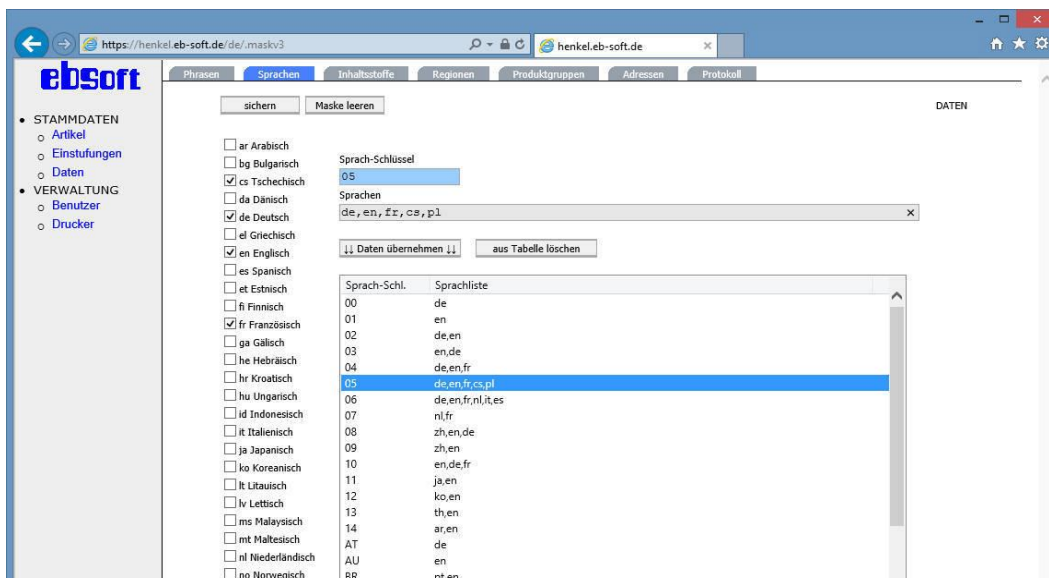 https://henkel.eb-soft.de/de/.maskv3
henkel.eb-soft.de
ebsoft
Phrasen Sprachen Inhaltsstoffe Regionen Produktgruppen Adressen Protokoll
sichern Maske leeren DATEN
STAMMDATEN
Artikel
Einstufungen
Daten
VERWALTUNG
Benutzer
Drucker
ar Arabisch
bg Bulgarisch
cs Tschechisch
da Dänisch
de Deutsch
el Griechisch
en Englisch
es Spanisch
et Estnisch
fi Finnisch
fr Französisch
ga Gälisch
he Hebräisch
hr Kroatisch
hu Ungarisch
id Indonesisch
it Italienisch
ja Japanisch
ko Koreanisch
lt Litauisch
lv Lettisch
ms Malaysisch
mt Maltesisch
nl Niederländisch
no Norwegisch
Sprach-Schlüssel
05
Sprachen
de,en,fr,cs,pl
↓↓ Daten übernehmen ↓↓ aus Tabelle löschen
Sprach-Schl. Sprachliste
00 de
01 en
02 de,en
03 en,de
04 de,en,fr
05 de,en,fr,cs,pl
06 de,en,fr,nl,it,es
07 nl,fr
08 zh,en,de
09 zh,en
10 en,de,fr
11 ja,en
12 ko,en
13 th,en
14 ar,en
AT de
AU en
BR pt,en